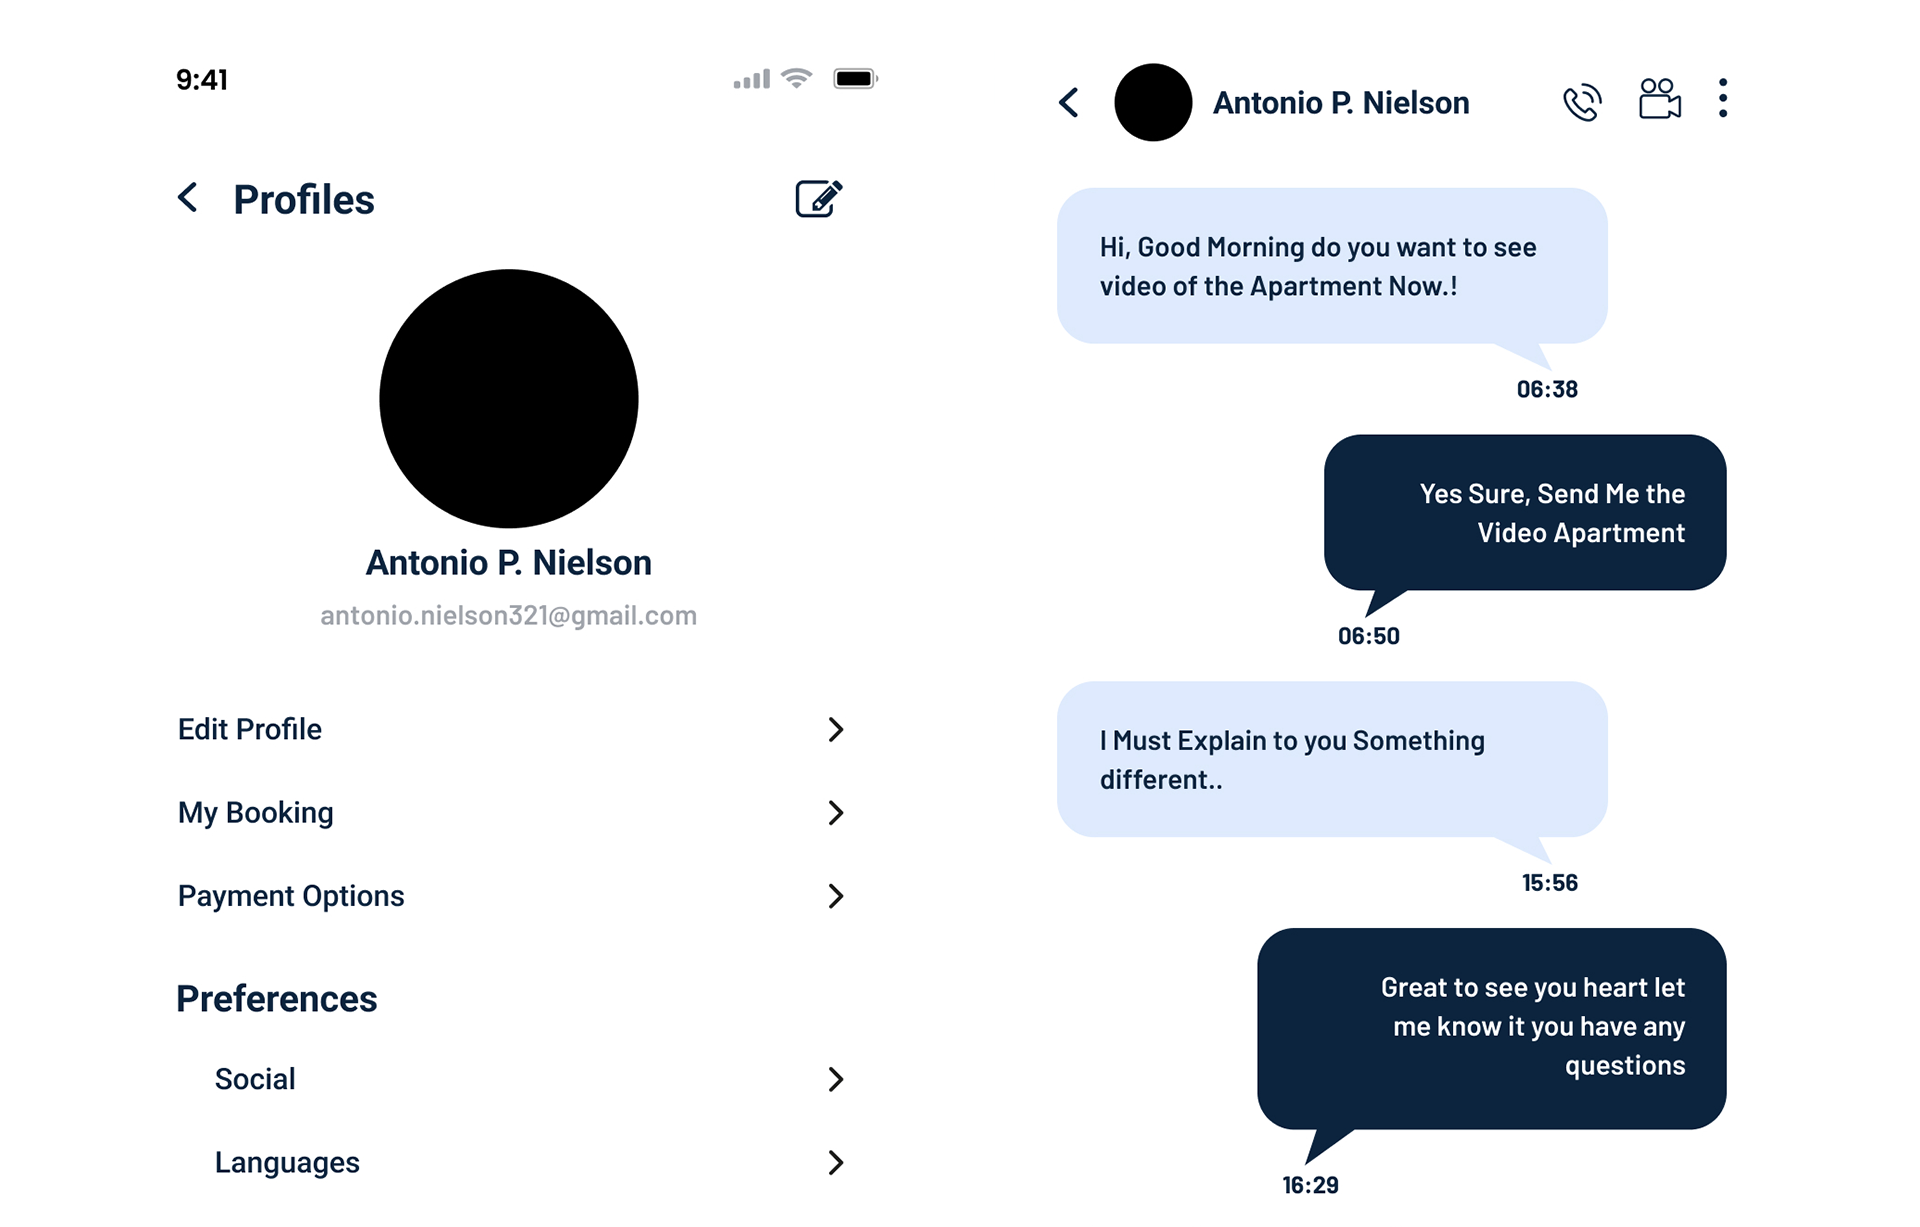 9:41
Profiles
Antonio P. Nielson
antonio.nielson321@gmail.com
Edit Profile
My Booking
Payment Options
Preferences
Social
Languages
Antonio P. Nielson
Hi, Good Morning do you want to see
video of the Apartment Now.!
06:38
Yes Sure, Send Me the
Video Apartment
06:50
I Must Explain to you Something
different..
15:56
Great to see you heart let
me know it you have any
questions
16:29